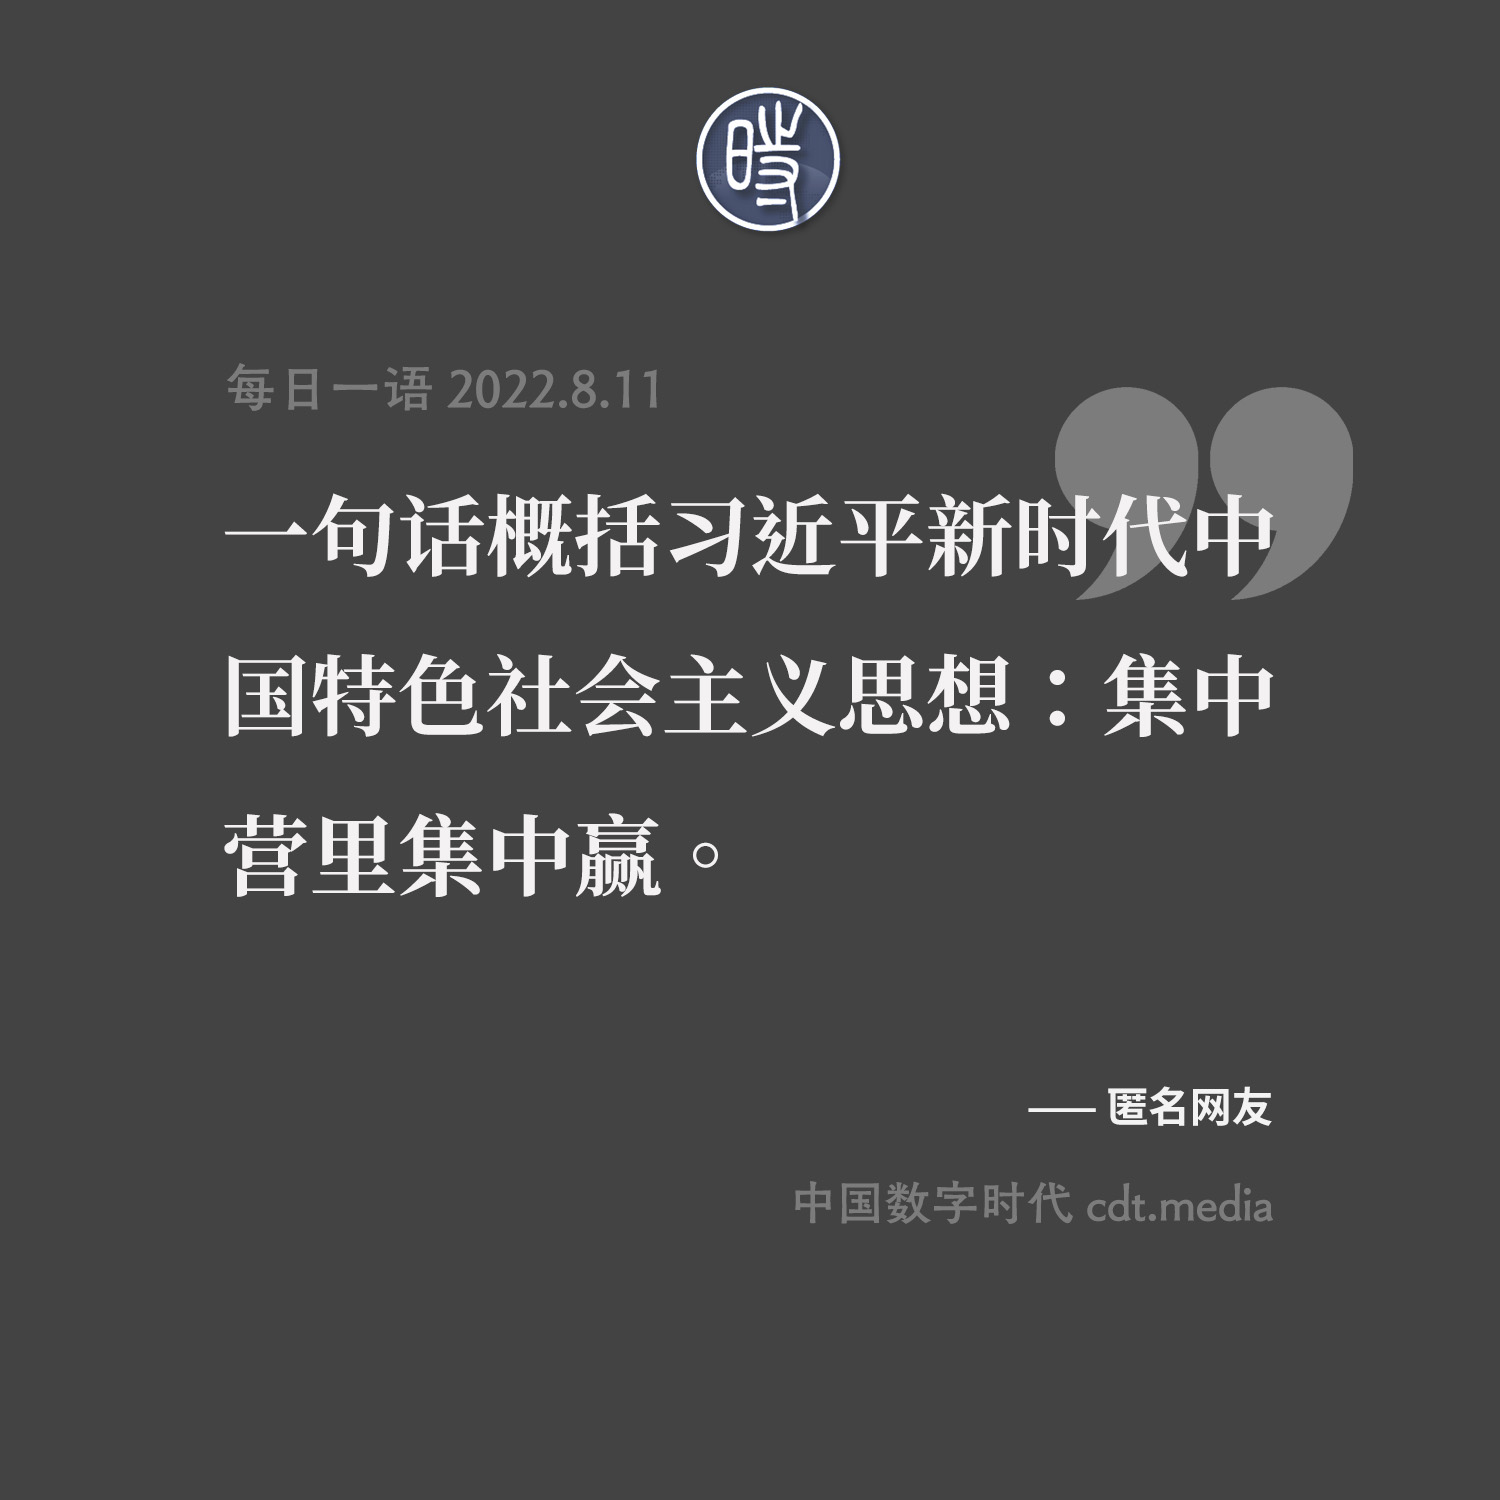 時
每日一语 2022.8.11
一句话概括习近平新时代中
国特色社会主义思想：集中
营里集中赢。
—— 匿名网友
中国数字时代 cdt.media